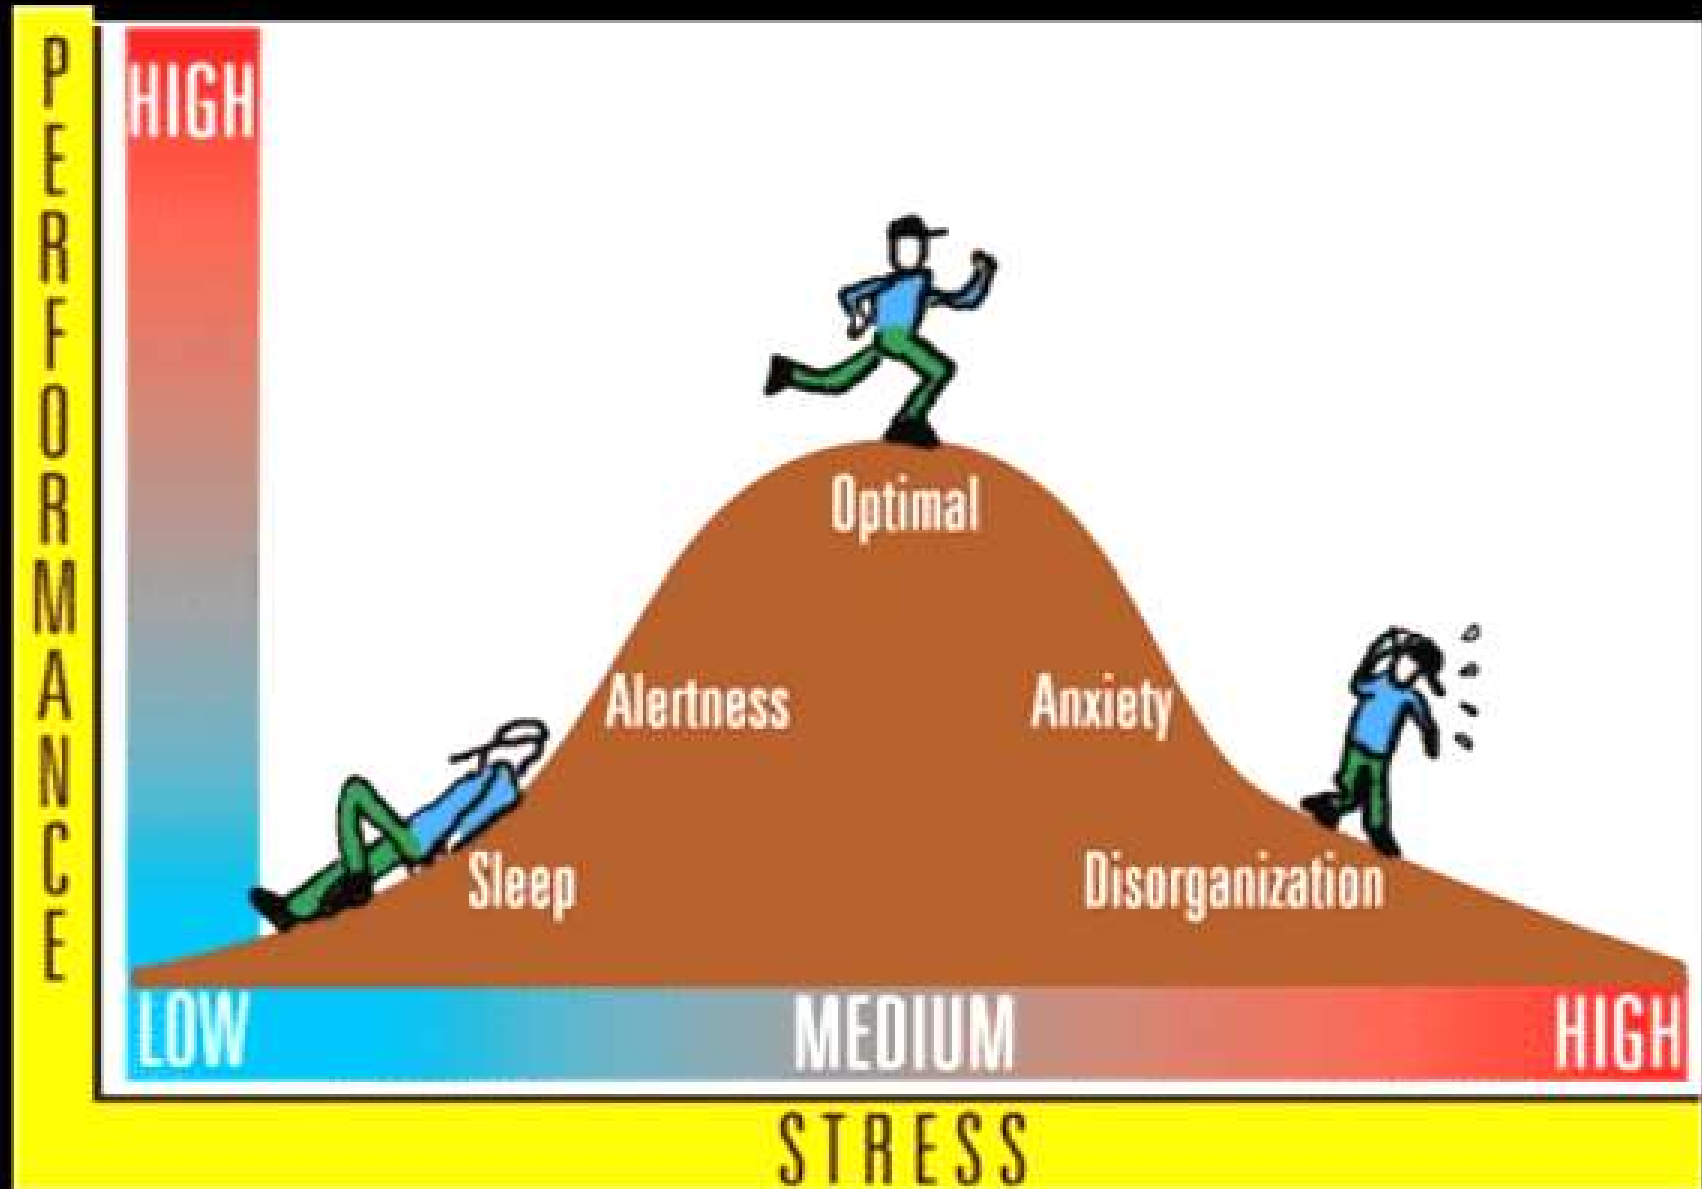 PERFORMANCE
HIGH
Optimal
Alertness
Anxiety
Sleep
Disorganization
LOW
MEDIUM
HIGH
STRESS